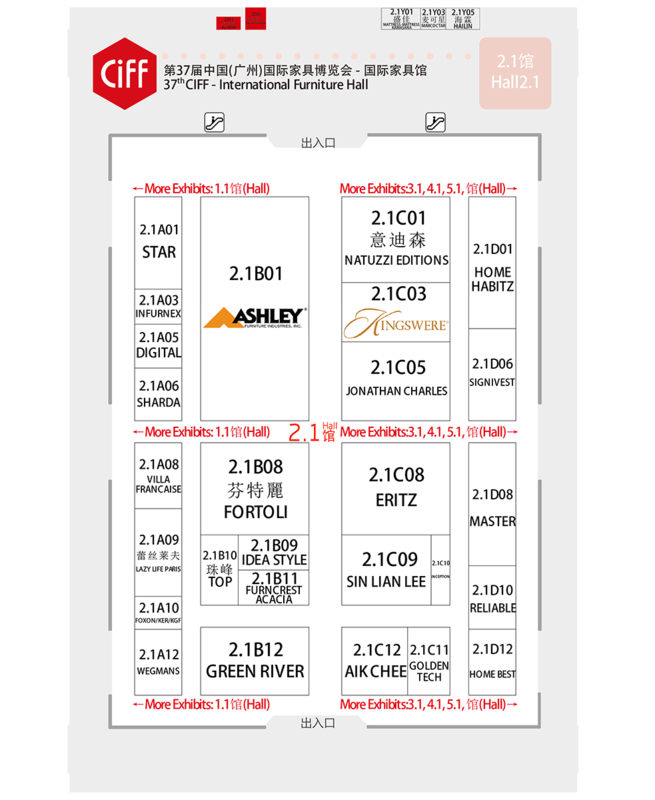 2.1Y01
盛佳
MATTRESS-MATTRESS
2.1Y03
麦可星
MARCOCTAR
2.1Y05
海霖
HAILIN
CiFF
第37届中国(广州)国际家具博览会 - 国际家具馆
37thCIFF - International Furniture Hall
2.1馆
Hall2.1
出入口
←More Exhibits: 1.1馆(Hall)
More Exhibits:3.1, 4.1, 5.1, 馆(Hall)→
2.1A01
STAR
2.1A03
INFURNEX
2.1A05
DIGITAL
2.1A06
SHARDA
2.1B01
ASHLEY®
FURNITURE INDUSTRIES, INC.
2.1C01
意迪森
NATUZZI EDITIONS
2.1C03
KINGSWERE®
2.1C05
JONATHAN CHARLES
2.1D01
HOME
HABITZ
2.1D06
SIGNIVEST
←More Exhibits: 1.1馆(Hall)
2.1 Hall
馆
More Exhibits:3.1, 4.1, 5.1, 馆(Hall)→
2.1A08
VILLA
FRANCAISE
2.1A09
蕾丝莱夫
LAZY LIFE PARIS
2.1A10
FOXON/KER/KGF
2.1A12
WEGMANS
2.1B08
芬特麗
FORTOLI
2.1B10
珠峰
TOP
2.1B09
IDEA STYLE
2.1B11
FURNCREST
ACACIA
2.1B12
GREEN RIVER
2.1C08
ERITZ
2.1C09
SIN LIAN LEE
2.1C10
INCEPTION
2.1C12
AIK CHEE
2.1C11
GOLDEN
TECH
2.1D08
MASTER
2.1D10
RELIABLE
2.1D12
HOME BEST
←More Exhibits: 1.1馆(Hall)
More Exhibits:3.1, 4.1, 5.1, 馆(Hall)→
出入口